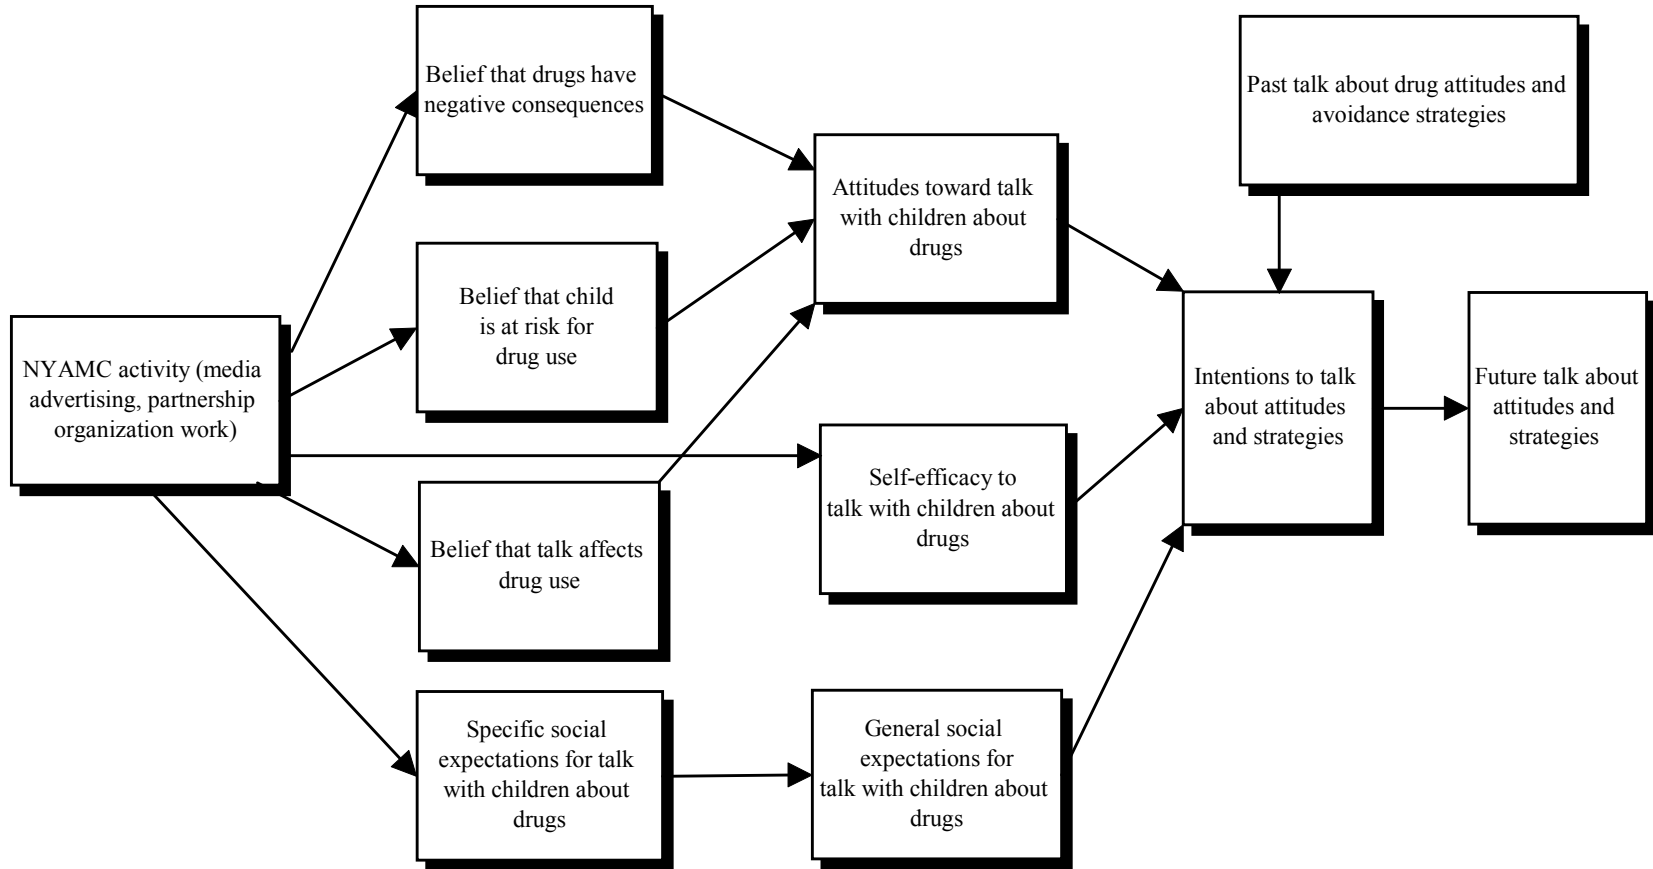 Belief that drugs have
negative consequences
Past talk about drug attitudes and
avoidance strategies
Attitudes toward talk
with children about
drugs
Belief that child
is at risk for
drug use
NYAMC activity (media
advertising, partnership
organization work)
Intentions to talk
about attitudes
and strategies
Future talk about
attitudes and
strategies
Self-efficacy to
talk with children about
drugs
Belief that talk affects
drug use
Specific social
expectations for talk
with children about
drugs
General social
expectations for
talk with children about
drugs